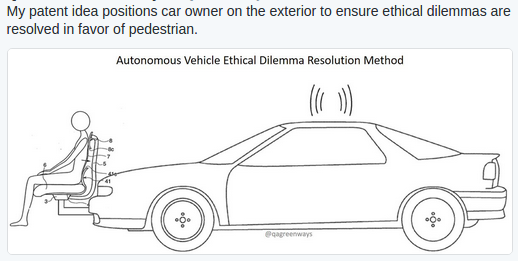 My patent idea positions car owner on the exterior to ensure ethical dilemmas are
resolved in favor of pedestrian.
Autonomous Vehicle Ethical Dilemma Resolution Method
8
8c
7
6
5
41
3
@qagreenways